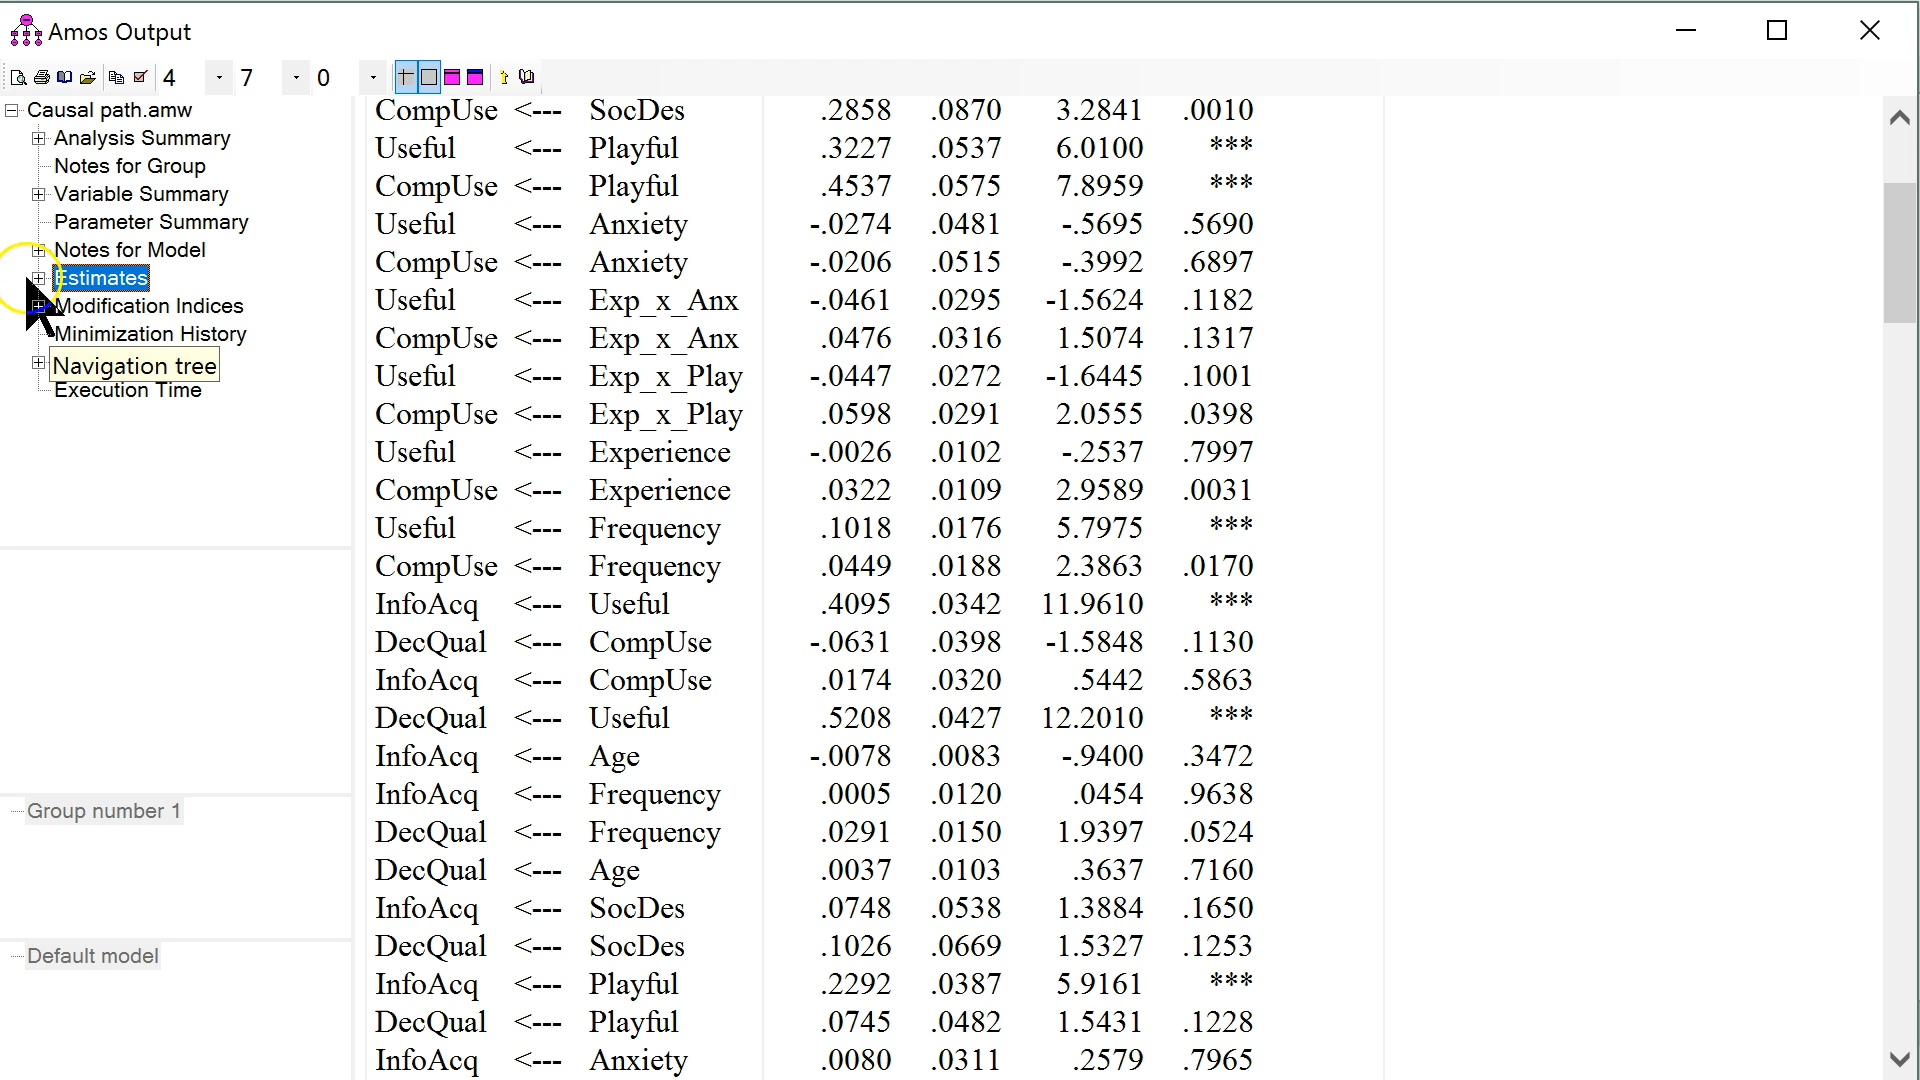 Amos Output
4 7 0
Causal path.amw
Analysis Summary
Notes for Group
Variable Summary
Parameter Summary
Notes for Model
Estimates
Modification Indices
Minimization History
Navigation tree
Execution Time
Group number 1
Default model
CompUse <--- SocDes .2858 .0870 3.2841 .0010
Useful <--- Playful .3227 .0537 6.0100 ***
CompUse <--- Playful .4537 .0575 7.8959 ***
Useful <--- Anxiety -.0274 .0481 -.5695 .5690
CompUse <--- Anxiety -.0206 .0515 -.3992 .6897
Useful <--- Exp_x_Anx -.0461 .0295 -1.5624 .1182
CompUse <--- Exp_x_Anx .0476 .0316 1.5074 .1317
Useful <--- Exp_x_Play -.0447 .0272 -1.6445 .1001
CompUse <--- Exp_x_Play .0598 .0291 2.0555 .0398
Useful <--- Experience -.0026 .0102 -.2537 .7997
CompUse <--- Experience .0322 .0109 2.9589 .0031
Useful <--- Frequency .1018 .0176 5.7975 ***
CompUse <--- Frequency .0449 .0188 2.3863 .0170
InfoAcq <--- Useful .4095 .0342 11.9610 ***
DecQual <--- CompUse -.0631 .0398 -1.5848 .1130
InfoAcq <--- CompUse .0174 .0320 .5442 .5863
DecQual <--- Useful .5208 .0427 12.2010 ***
InfoAcq <--- Age -.0078 .0083 -.9400 .3472
InfoAcq <--- Frequency .0005 .0120 .0454 .9638
DecQual <--- Frequency .0291 .0150 1.9397 .0524
DecQual <--- Age .0037 .0103 .3637 .7160
InfoAcq <--- SocDes .0748 .0538 1.3884 .1650
DecQual <--- SocDes .1026 .0669 1.5327 .1253
InfoAcq <--- Playful .2292 .0387 5.9161 ***
DecQual <--- Playful .0745 .0482 1.5431 .1228
InfoAcq <--- Anxiety .0080 .0311 .2579 .7965